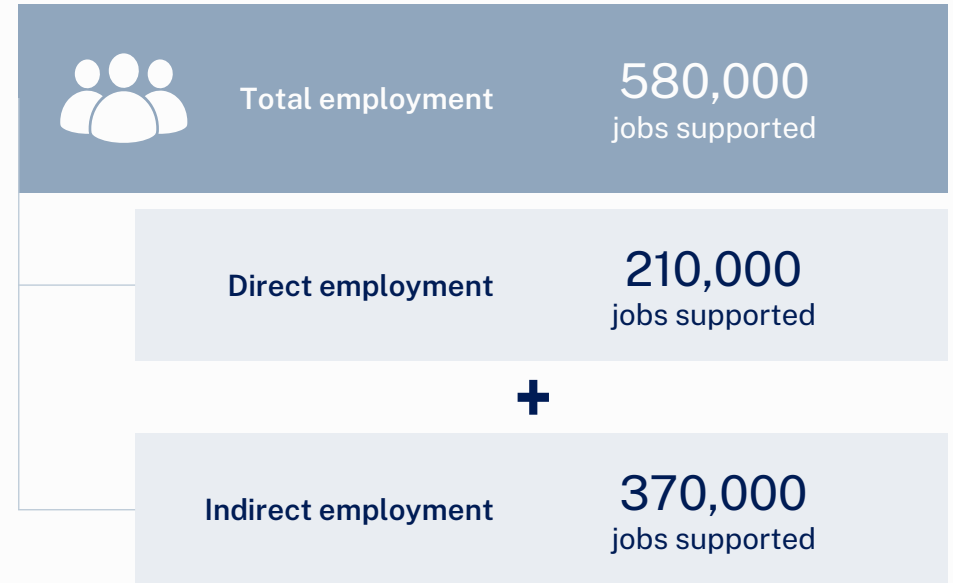 Total employment
580,000
jobs supported
Direct employment
210,000
jobs supported
+
Indirect employment
370,000
jobs supported